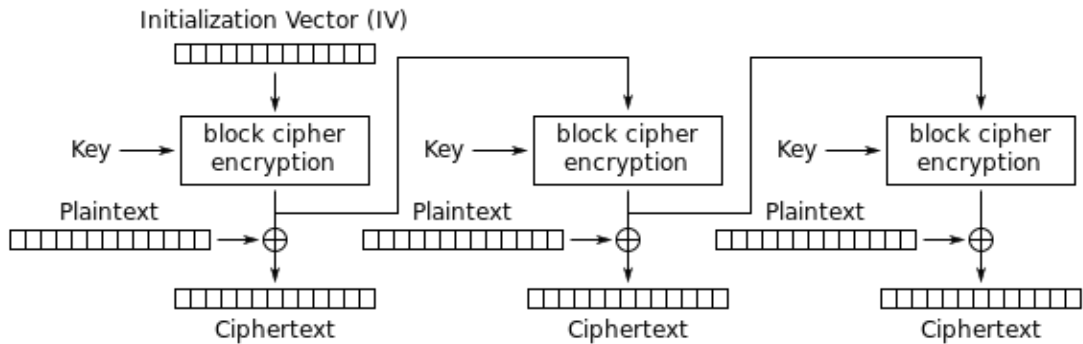 Initialization Vector (IV)
Key
block cipher
encryption
Key
block cipher
encryption
Key
block cipher
encryption
Plaintext
Plaintext
Plaintext
Ciphertext
Ciphertext
Ciphertext